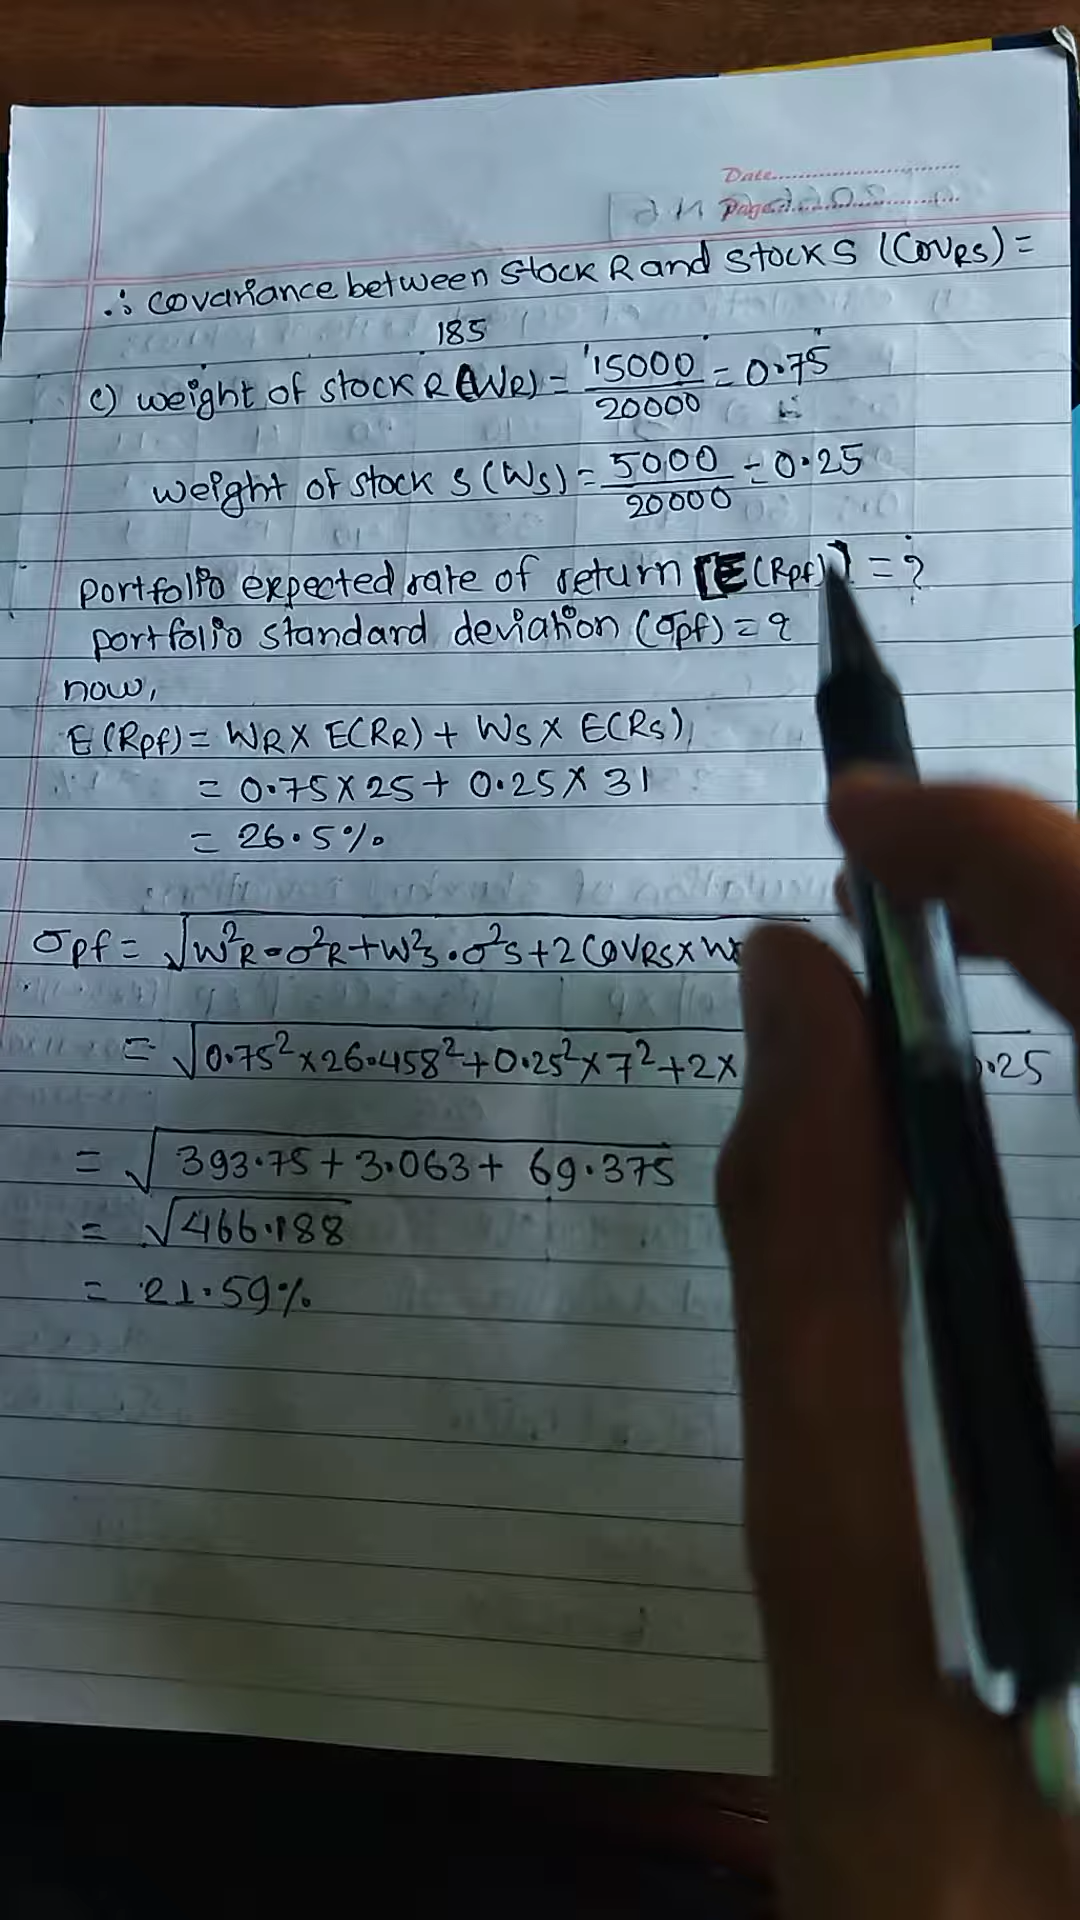 Date
Page
∴ covariance between stock R and stock S (CovRS) =
185
c) weight of stock R (WR) = 15000/20000 = 0.75
weight of stock S (WS) = 5000/20000 = 0.25
portfolio expected rate of return [E(Rpf)] = ?
portfolio standard deviation (σpf) = ?
now,
E(Rpf) = WR X E(RR) + WS X E(RS)
= 0.75 X 25 + 0.25 X 31
= 26.5%
σpf = √W²R · σ²R + W²S · σ²S + 2 COVRS X
= √0.75² X 26.458² + 0.25² X 7² + 2 X .25
= √393.75 + 3.063 + 69.375
= √466.188
= 21.59%